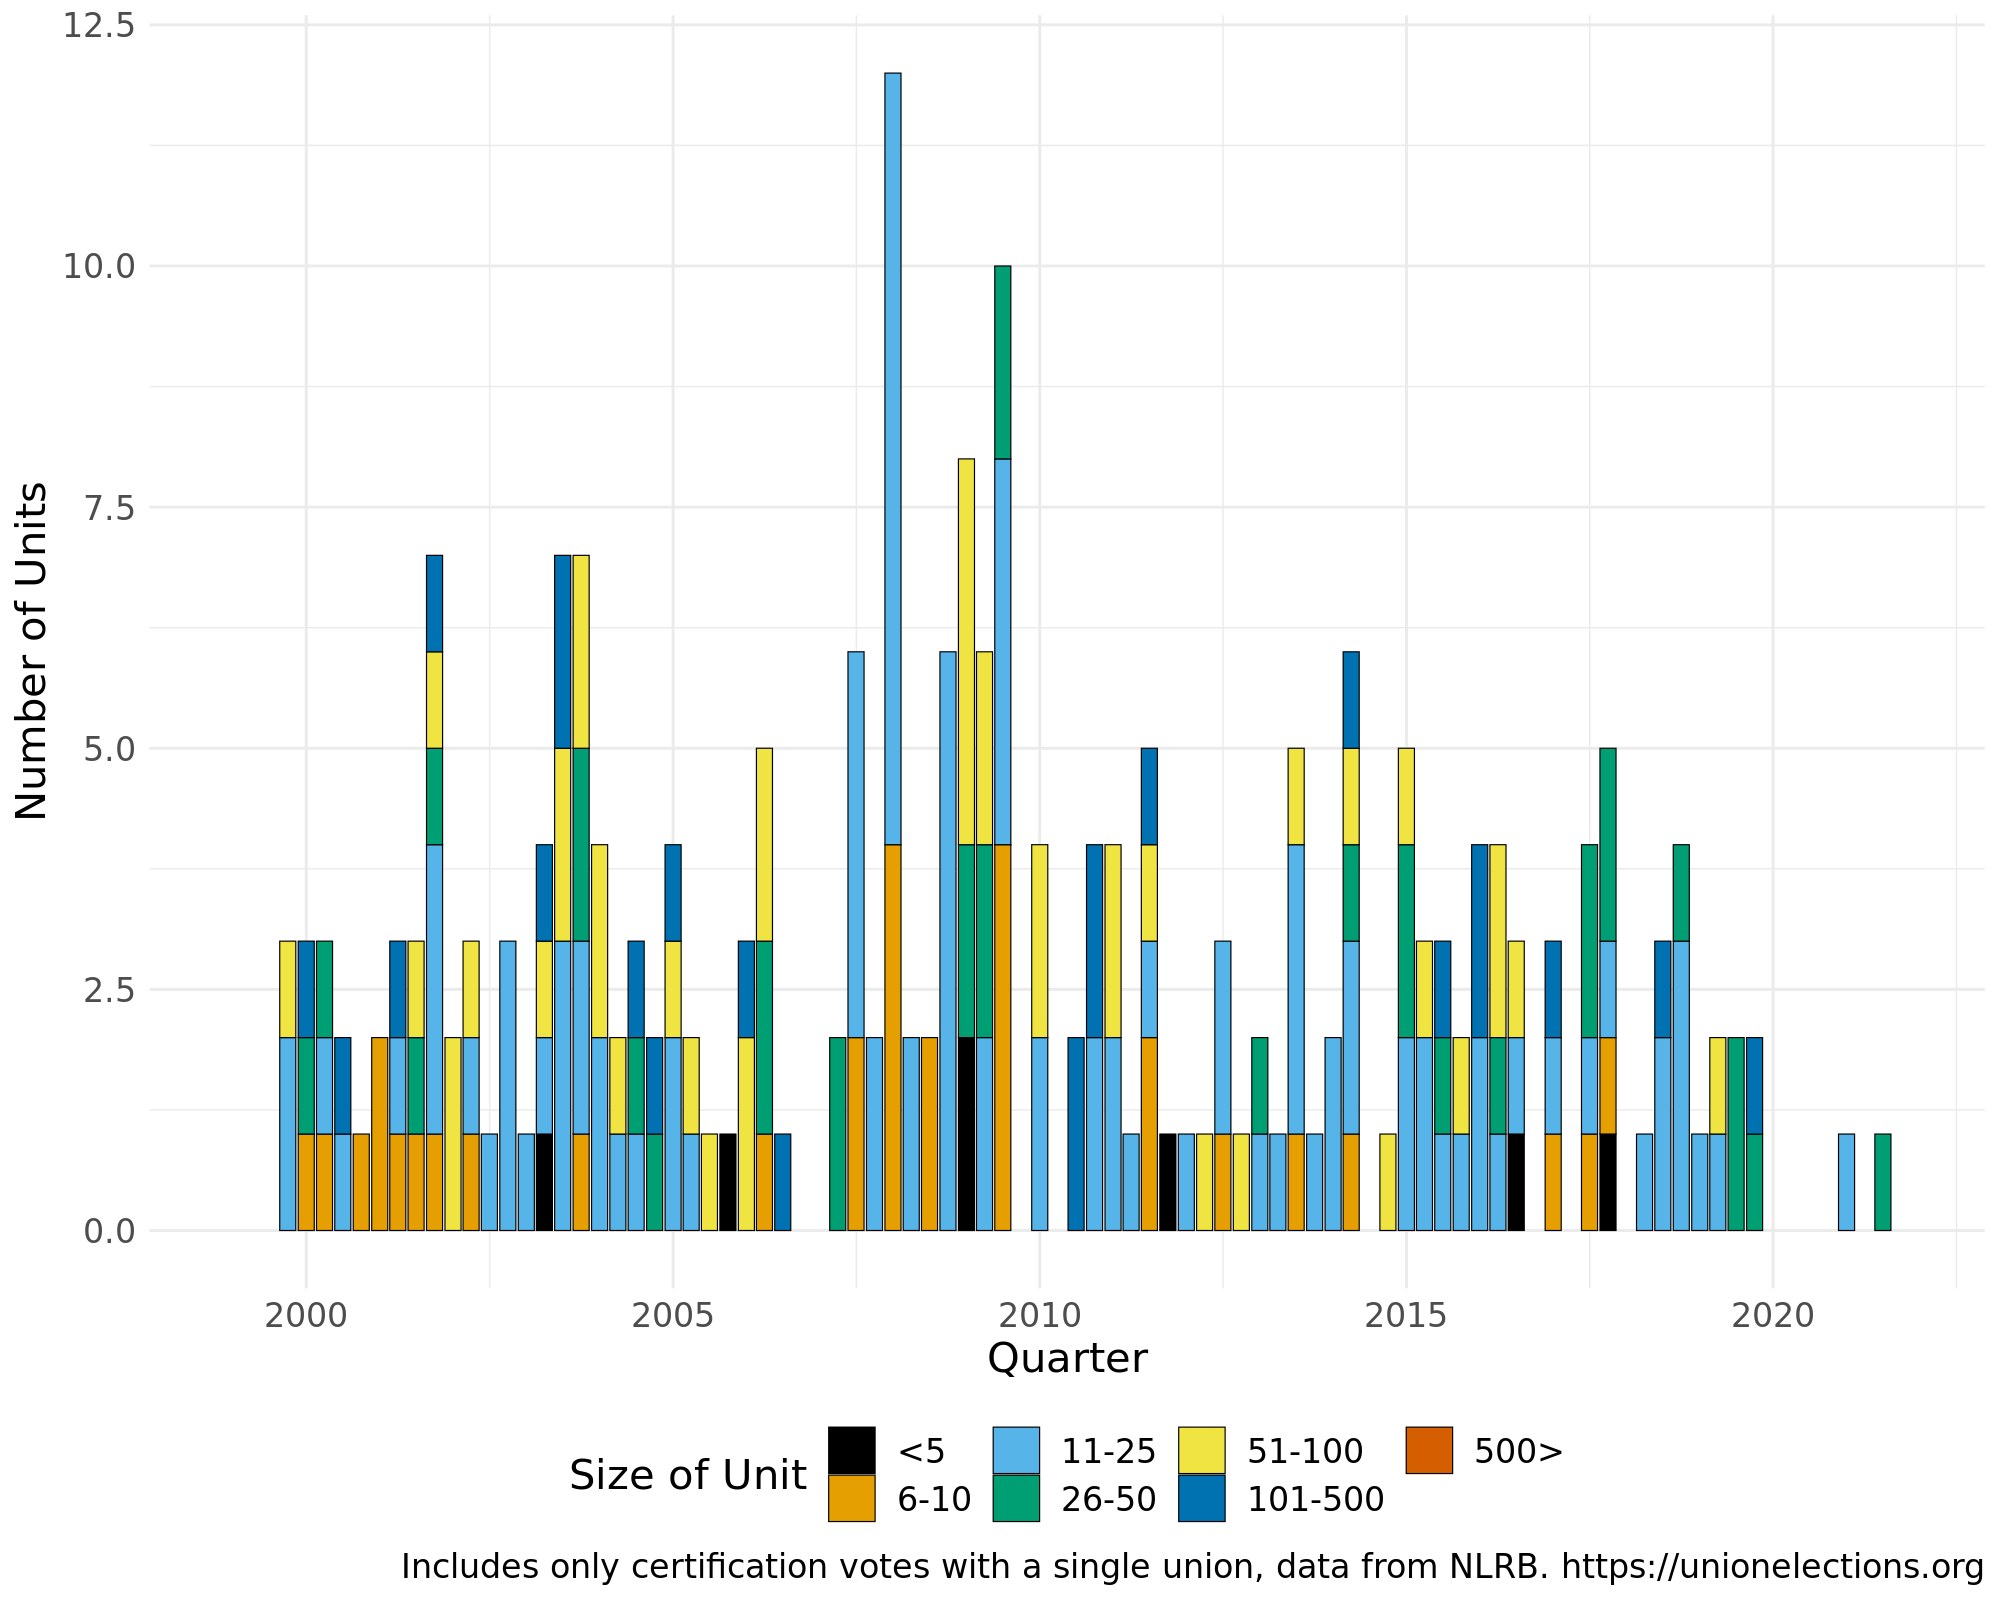 12.5
10.0
7.5
5.0
2.5
0.0
Number of Units
2000 2005 2010 2015 2020
Quarter
Size of Unit
<5 11-25 51-100 500>
6-10 26-50 101-500
Includes only certification votes with a single union, data from NLRB. https://unionelections.org